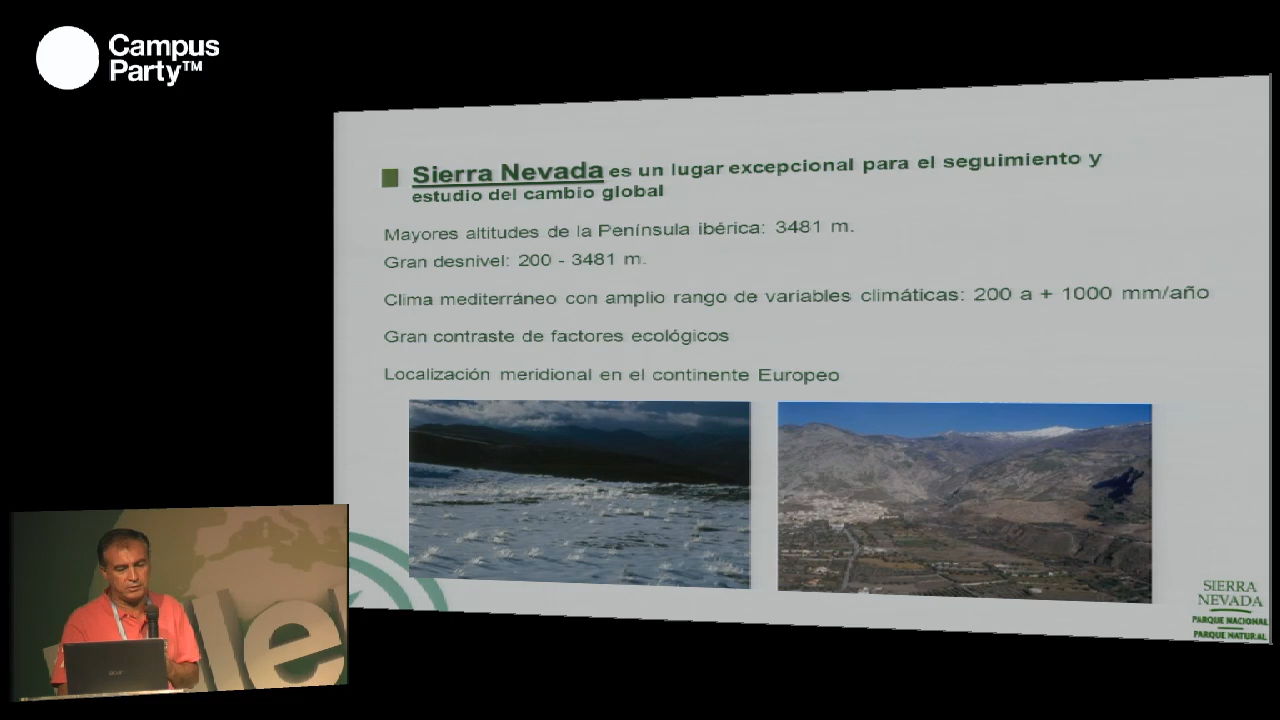 Campus
Party™
Sierra Nevada es un lugar excepcional para el seguimiento y
estudio del cambio global
Mayores altitudes de la Península ibérica: 3481 m.
Gran desnivel: 200 - 3481 m.
Clima mediterráneo con amplio rango de variables climáticas: 200 a + 1000 mm/año
Gran contraste de factores ecológicos
Localización meridional en el continente Europeo
SIERRA
NEVADA
PARQUE NACIONAL
PARQUE NATURAL
le
acer